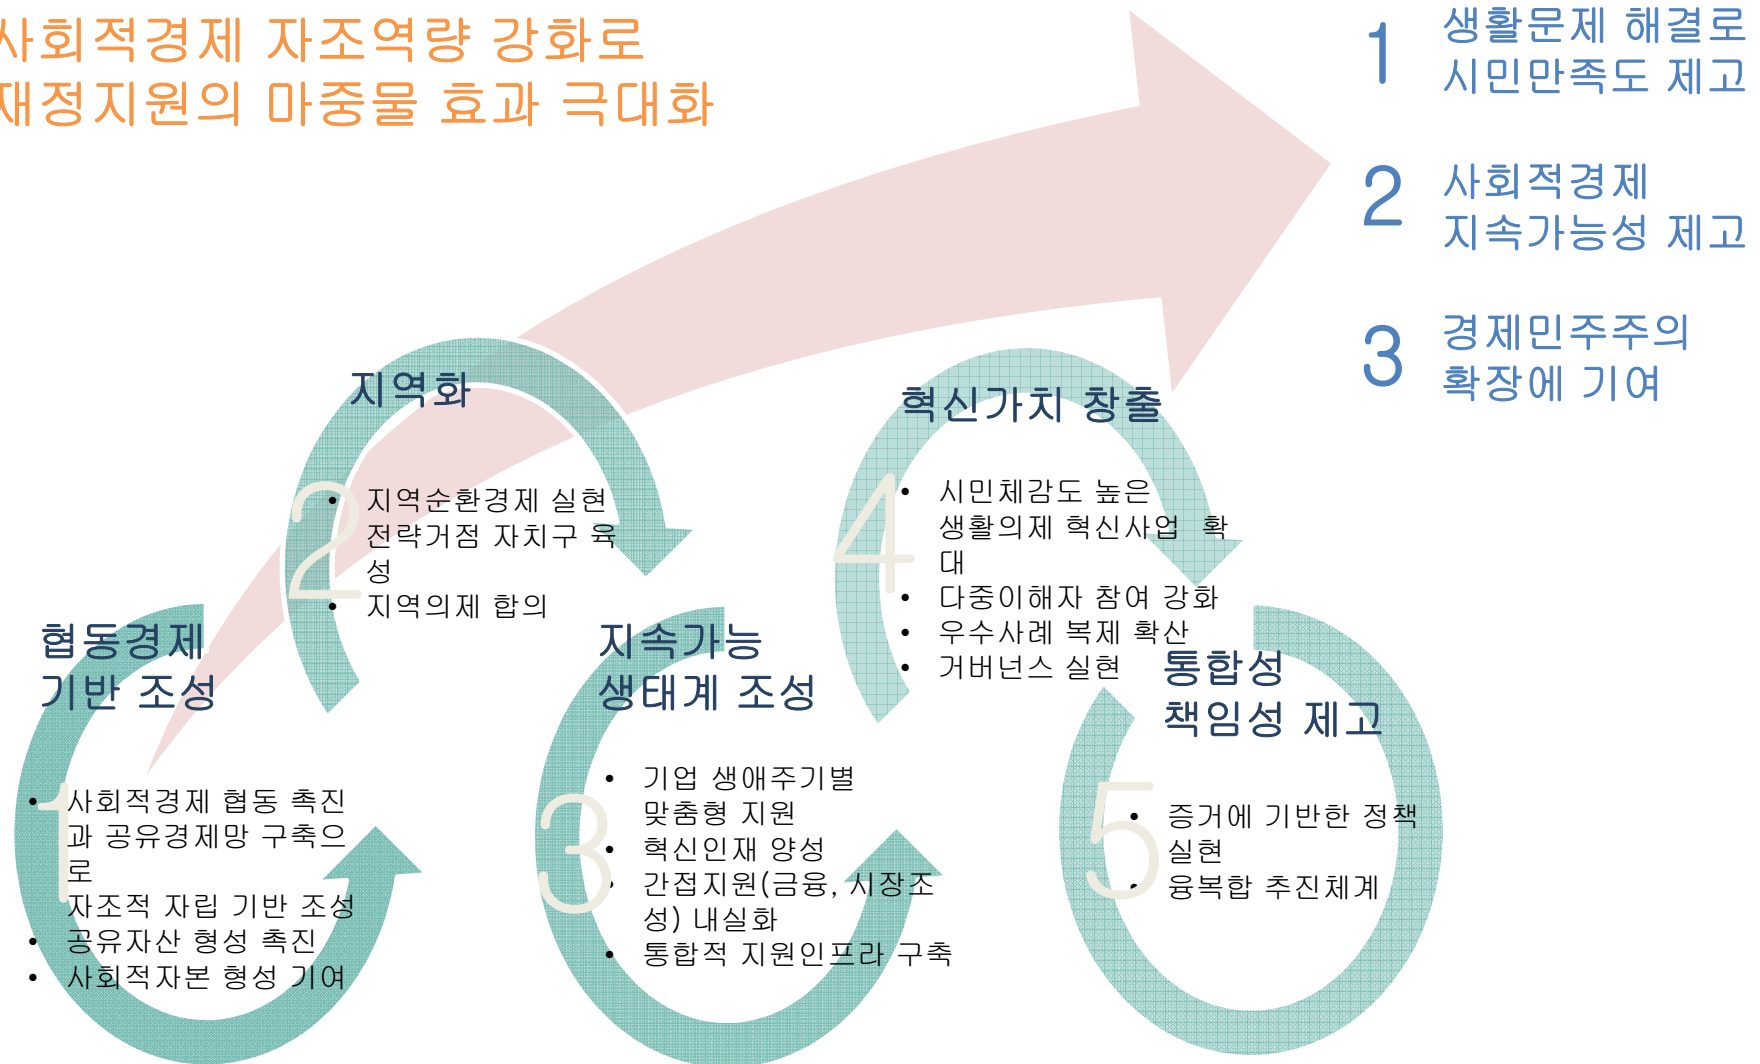 사회적경제 자조역량 강화로
재정지원의 마중물 효과 극대화
1
생활문제 해결로
시민만족도 제고
2
사회적경제
지속가능성 제고
3
경제민주주의
확장에 기여
1
협동경제
기반 조성
• 사회적경제 협동 촉진
과 공유경제망 구축으
로
자조적 자립 기반 조성
• 공유자산 형성 촉진
• 사회적자본 형성 기여
2
지역화
• 지역순환경제 실현
전략거점 자치구 육
성
• 지역의제 합의
3
지속가능
생태계 조성
• 기업 생애주기별
맞춤형 지원
• 혁신인재 양성
• 간접지원(금융, 시장조
성) 내실화
• 통합적 지원인프라 구축
4
혁신가치 창출
• 시민체감도 높은
생활의제 혁신사업 확
대
• 다중이해자 참여 강화
• 우수사례 복제 확산
• 거버넌스 실현
5
통합성
책임성 제고
• 증거에 기반한 정책
실현
• 융복합 추진체계